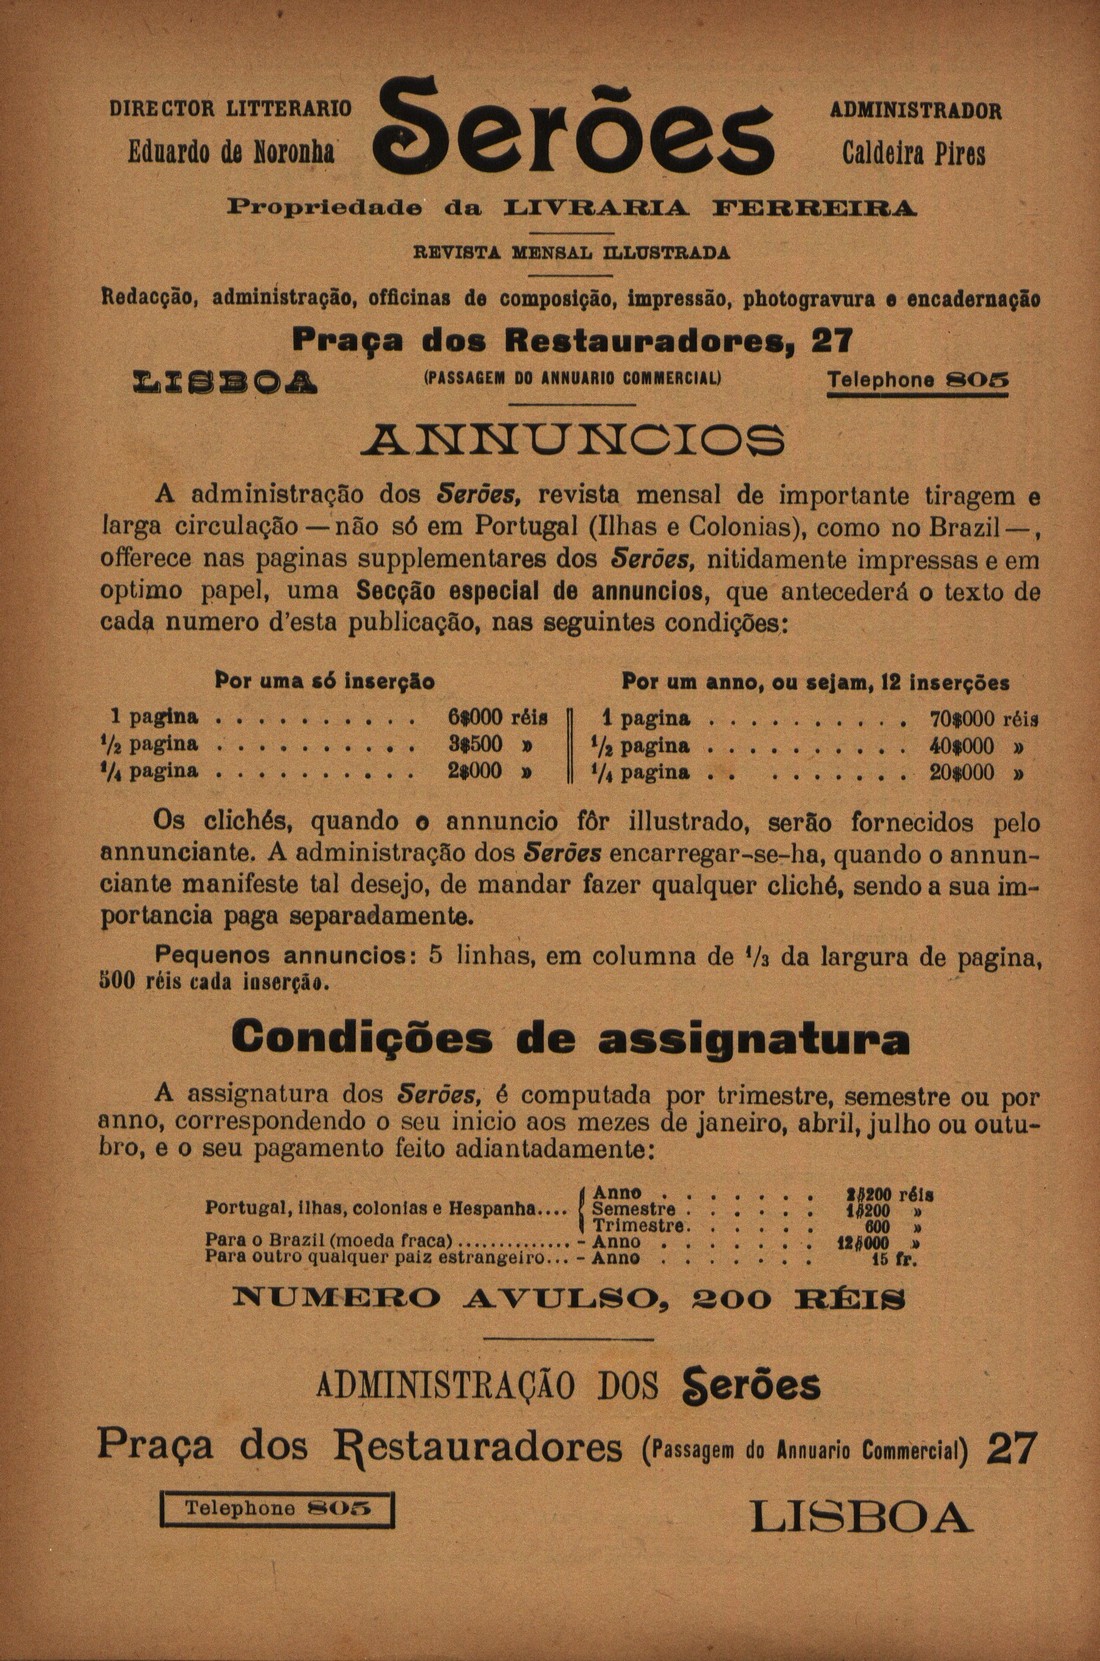 DIRECTOR LITTERARIO
Eduardo de Noronha
Serões
ADMINISTRADOR
Caldeira Pires
Propriedade da LIVRARIA FERREIRA
REVISTA MENSAL ILLUSTRADA
Redacção, administração, officinas de composição, impressão, photogravura e encadernação
Praça dos Restauradores, 27
LISBOA (PASSAGEM DO ANNUARIO COMMERCIAL) Telephone 805
ANNUNCIOS
A administração dos Serões, revista mensal de importante tiragem e
larga circulação — não só em Portugal (Ilhas e Colonias), como no Brazil —,
offerece nas paginas supplementares dos Serões, nitidamente impressas e em
optimo papel, uma Secção especial de annuncios, que antecederá o texto de
cada numero d'esta publicação, nas seguintes condições:
Por uma só inserção
1 pagina . . . . . . . . . . 6$000 réis
1/2 pagina . . . . . . . . . . 3$500 »
1/4 pagina . . . . . . . . . . 2$000 »
Por um anno, ou sejam, 12 inserções
1 pagina . . . . . . . . . . 70$000 réis
1/2 pagina . . . . . . . . . . 40$000 »
1/4 pagina . . . . . . . . . 20$000 »
Os clichés, quando o annuncio fôr illustrado, serão fornecidos pelo
annunciante. A administração dos Serões encarregar-se-ha, quando o annun-
ciante manifeste tal desejo, de mandar fazer qualquer cliché, sendo a sua im-
portancia paga separadamente.
Pequenos annuncios: 5 linhas, em columna de 1/3 da largura de pagina,
500 réis cada inserção.
Condições de assignatura
A assignatura dos Serões, é computada por trimestre, semestre ou por
anno, correspondendo o seu inicio aos mezes de janeiro, abril, julho ou outu-
bro, e o seu pagamento feito adiantadamente:
Portugal, ilhas, colonias e Hespanha....
Anno . . . . . . . 2$200 réis
Semestre . . . . . . 1$200 »
Trimestre. . . . . . 600 »
Para o Brazil (moeda fraca) .............. - Anno . . . . . . . 12$000 »
Para outro qualquer paiz estrangeiro... - Anno . . . . . . . 15 fr.
NUMERO AVULSO, 200 RÉIS
ADMINISTRAÇÃO DOS Serões
Praça dos Restauradores (Passagem do Annuario Commercial) 27
Telephone 805
LISBOA